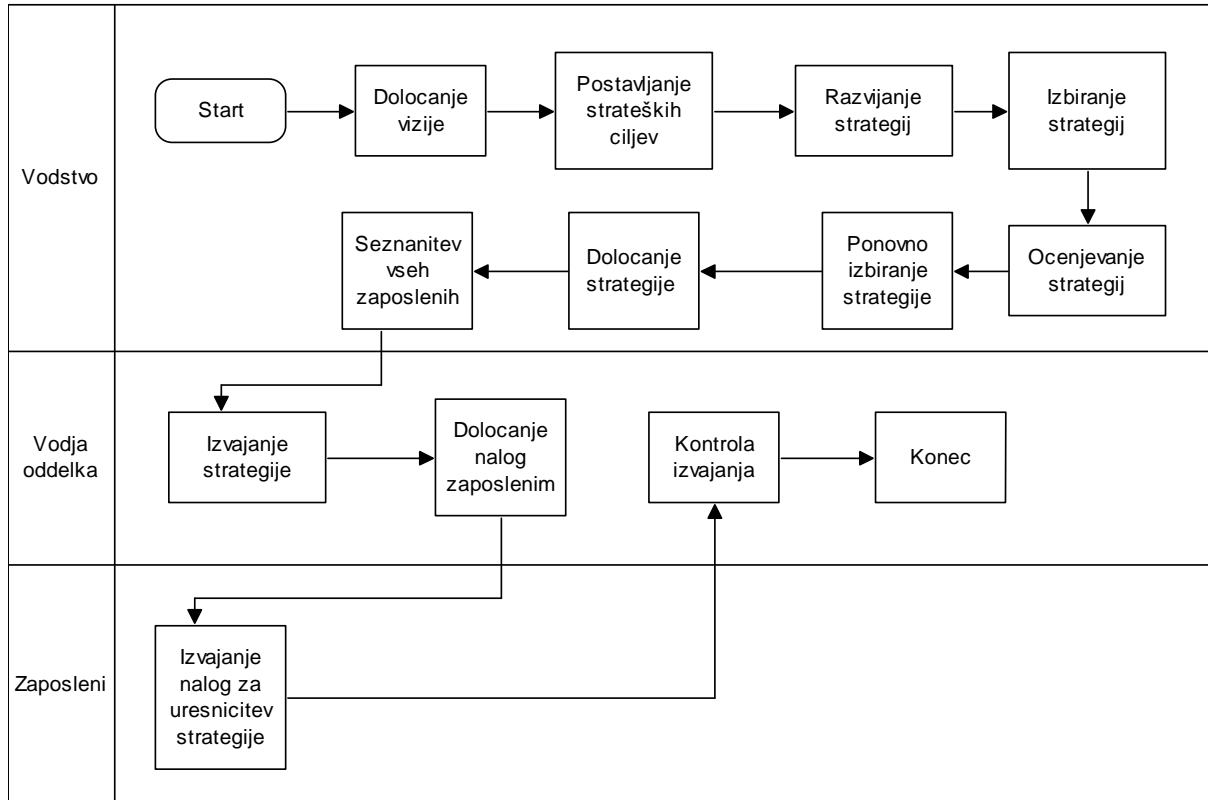 Vodstvo
Start
Dolocanje
vizije
Postavljanje
strateških
ciljev
Razvijanje
strategij
Izbiranje
strategij
Seznanitev
vseh
zaposlenih
Dolocanje
strategije
Ponovno
izbiranje
strategije
Ocenjevanje
strategij
Vodja
oddelka
Izvajanje
strategije
Dolocanje
nalog
zaposlenim
Kontrola
izvajanja
Konec
Zaposleni
Izvajanje
nalog za
uresnicitev
strategije